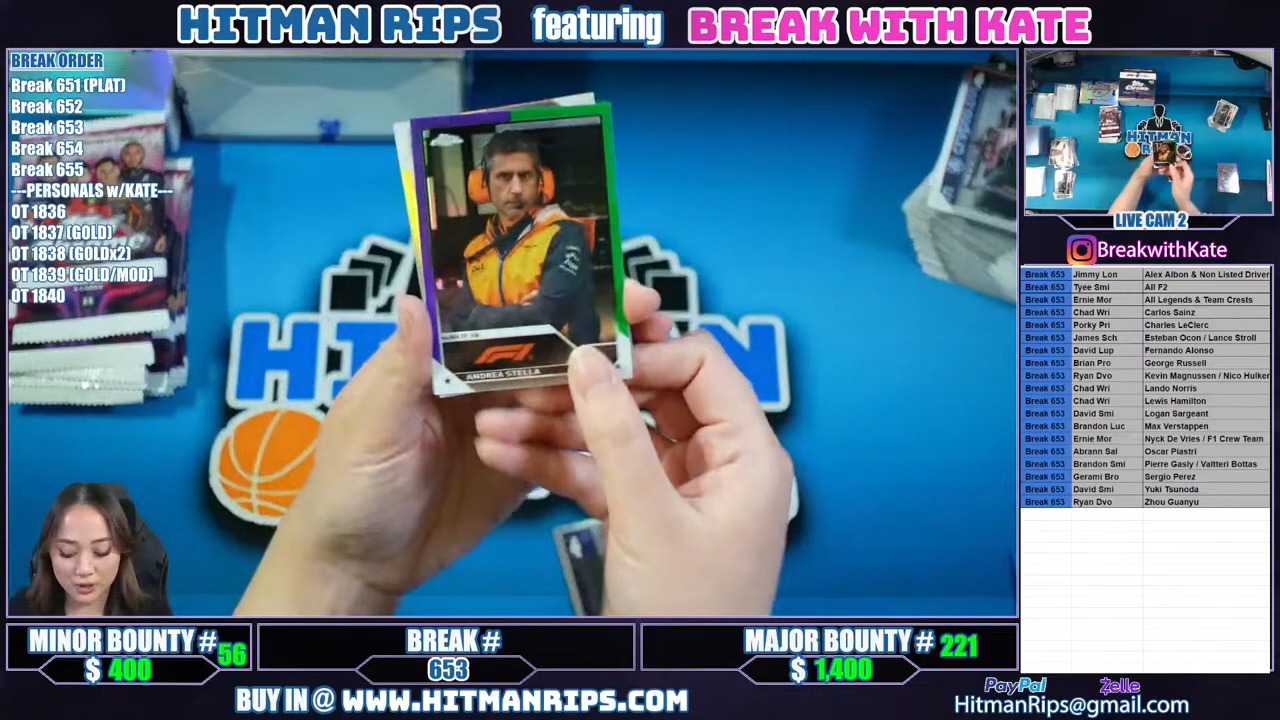 HITMAN RIPS featuring BREAK WITH KATE
BREAK ORDER
Break 651 (PLAT)
Break 652
Break 653
Break 654
Break 655
---PERSONALS w/KATE---
OT 1836
OT 1837 (GOLD)
OT 1838 (GOLDx2)
OT 1839 (GOLD/MOD)
OT 1840
F1
ANDREA STELLA
LIVE CAM 2
BreakwithKate
Break 653 Jimmy Lon Alex Albon & Non Listed Driver
Break 653 Tyee Smi All F2
Break 653 Ernie Mor All Legends & Team Crests
Break 653 Chad Wri Carlos Sainz
Break 653 Porky Pri Charles LeClerc
Break 653 James Sch Esteban Ocon / Lance Stroll
Break 653 David Lup Fernando Alonso
Break 653 Brian Pro George Russell
Break 653 Ryan Dvo Kevin Magnussen / Nico Hulker
Break 653 Chad Wri Lando Norris
Break 653 Chad Wri Lewis Hamilton
Break 653 David Smi Logan Sargeant
Break 653 Brandon Luc Max Verstappen
Break 653 Ernie Mor Nyck De Vries / F1 Crew Team
Break 653 Abrann Sal Oscar Piastri
Break 653 Brandon Smi Pierre Gasly / Valtteri Bottas
Break 653 Gerami Bro Sergio Perez
Break 653 David Smi Yuki Tsunoda
Break 653 Ryan Dvo Zhou Guanyu
MINOR BOUNTY # 56
$ 400
BREAK #
653
MAJOR BOUNTY # 221
$ 1,400
BUY IN @ WWW.HITMANRIPS.COM
PayPal Zelle
HitmanRips@gmail.com